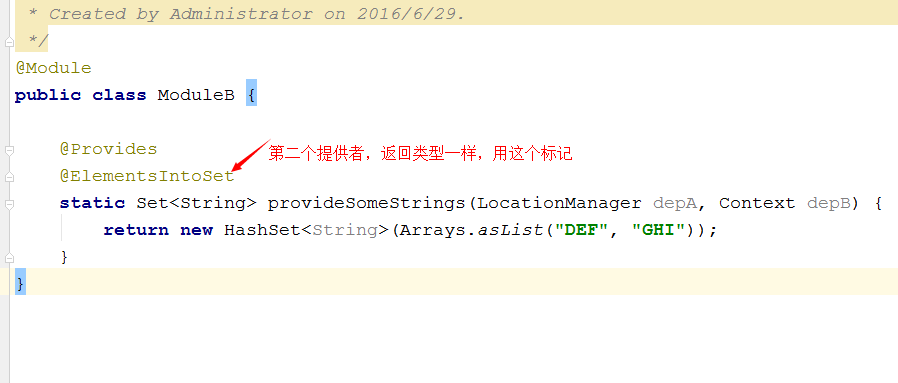 * Created by Administrator on 2016/6/29.
*/
@Module
public class ModuleB {
@Provides
第二个提供者，返回类型一样，用这个标记
@ElementsIntoSet
static Set<String> provideSomeStrings(LocationManager depA, Context depB) {
return new HashSet<String>(Arrays.asList("DEF", "GHI"));
}
}